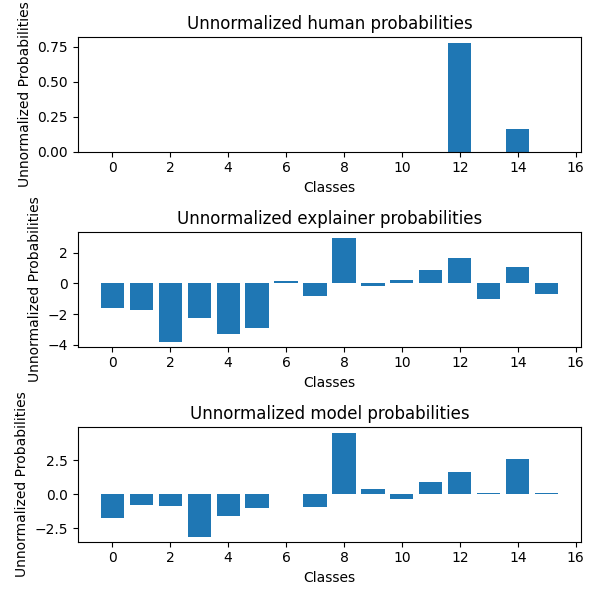 Unnormalized human probabilities
Unnormalized Probabilities
0.75
0.50
0.25
0.00
0 2 4 6 8 10 12 14 16
Classes
Unnormalized explainer probabilities
Unnormalized Probabilities
2
0
−2
−4
0 2 4 6 8 10 12 14 16
Classes
Unnormalized model probabilities
Unnormalized Probabilities
2.5
0.0
−2.5
0 2 4 6 8 10 12 14 16
Classes